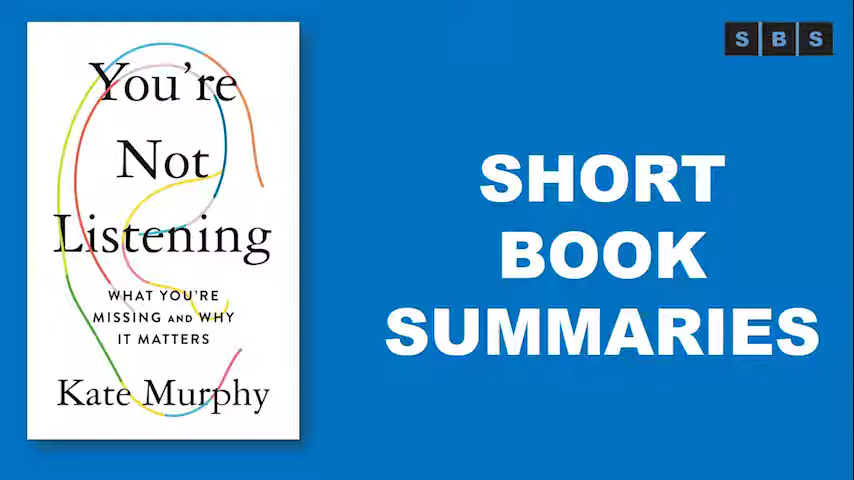 You're
Not
Listening
WHAT YOU'RE
MISSING AND WHY
IT MATTERS
Kate Murphy
S B S
SHORT
BOOK
SUMMARIES